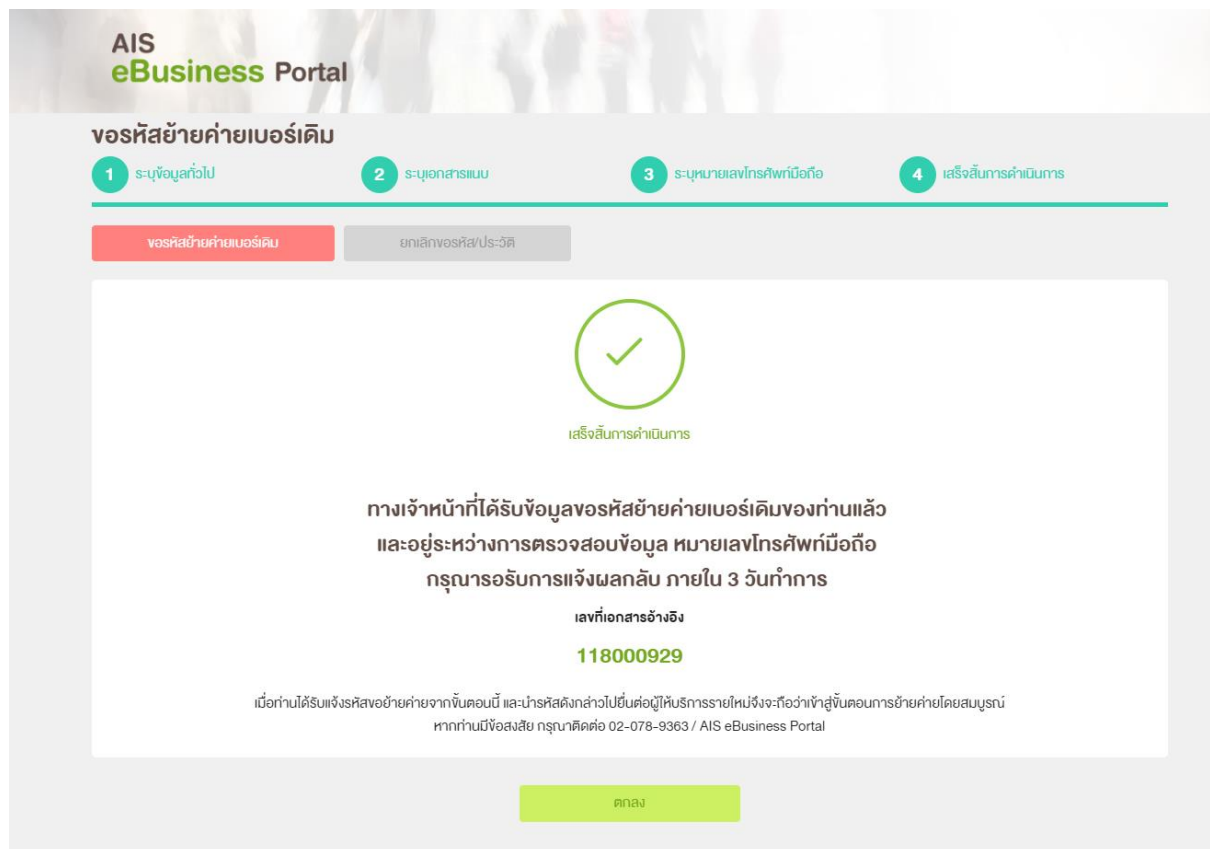 AIS
eBusiness Portal
ขอรหัสย้ายค่ายเบอร์เดิม
1 ระบุข้อมูลทั่วไป 2 ระบุเอกสารแนบ 3 ระบุหมายเลขโทรศัพท์มือถือ 4 เสร็จสิ้นการดำเนินการ
ขอรหัสย้ายค่ายเบอร์เดิม ยกเลิกขอรหัส/ประวัติ
เสร็จสิ้นการดำเนินการ
ทางเจ้าหน้าที่ได้รับข้อมูลขอรหัสย้ายค่ายเบอร์เดิมของท่านแล้ว
และอยู่ระหว่างการตรวจสอบข้อมูล หมายเลขโทรศัพท์มือถือ
กรุณารอรับการแจ้งผลกลับ ภายใน 3 วันทำการ
เลขที่เอกสารอ้างอิง
118000929
เมื่อท่านได้รับแจ้งรหัสขอย้ายค่ายจากขั้นตอนนี้ และนำรหัสดังกล่าวไปยื่นต่อผู้ให้บริการรายใหม่จึงจะถือว่าเข้าสู่ขั้นตอนการย้ายค่ายโดยสมบูรณ์
หากท่านมีข้อสงสัย กรุณาติดต่อ 02-078-9363 / AIS eBusiness Portal
ตกลง